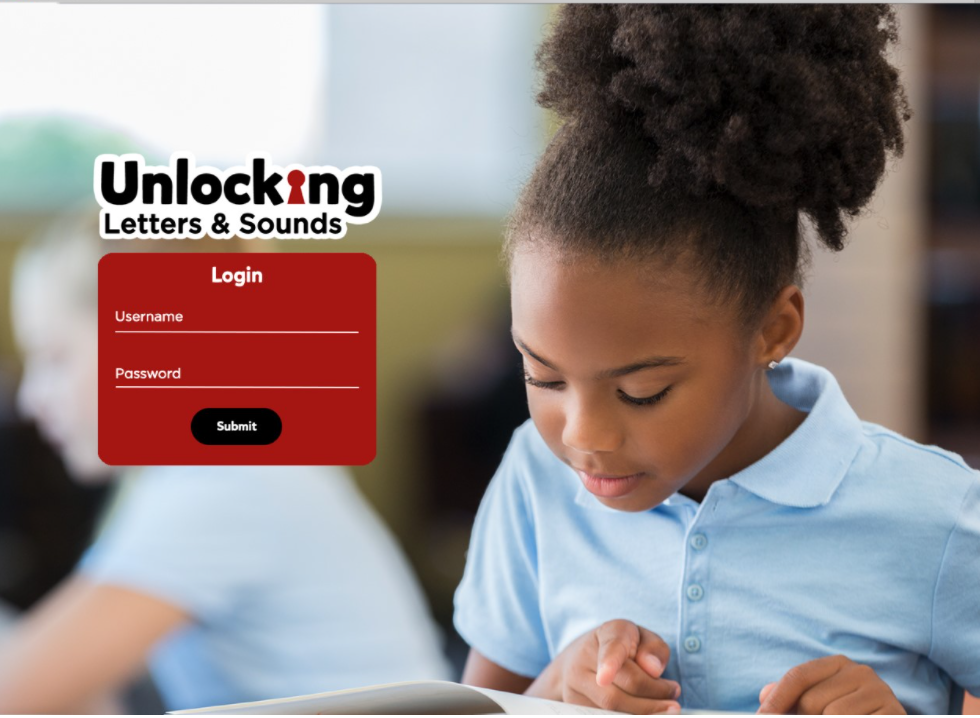 Unlocking
Letters & Sounds
Login
Username
Password
Submit